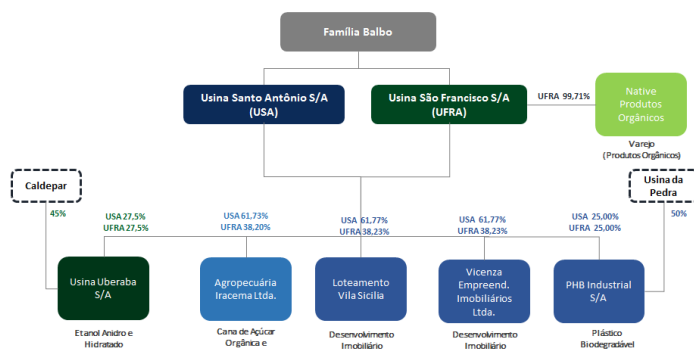 Família Balbo
Usina Santo Antônio S/A
(USA)
Usina São Francisco S/A
(UFRA)
UFRA 99,71%
Native
Produtos
Orgânicos
Varejo
(Produtos Orgânicos)
Caldepar
Usina da
Pedra
45%
USA 27,5%
UFRA 27,5%
USA 61,73%
UFRA 38,20%
USA 61,77%
UFRA 38,23%
USA 61,77%
UFRA 38,23%
USA 25,00%
UFRA 25,00%
50%
Usina Uberaba
S/A
Agropecuária
Iracema Ltda.
Loteamento
Vila Sicilia
Vicenza
Empreend.
Imobiliários
Ltda.
PHB Industrial
S/A
Etanol Anidro e
Hidratado
Cana de Açúcar
Orgânica e
Desenvolvimento
Imobiliário
Desenvolvimento
Imobiliário
Plástico
Biodegradável